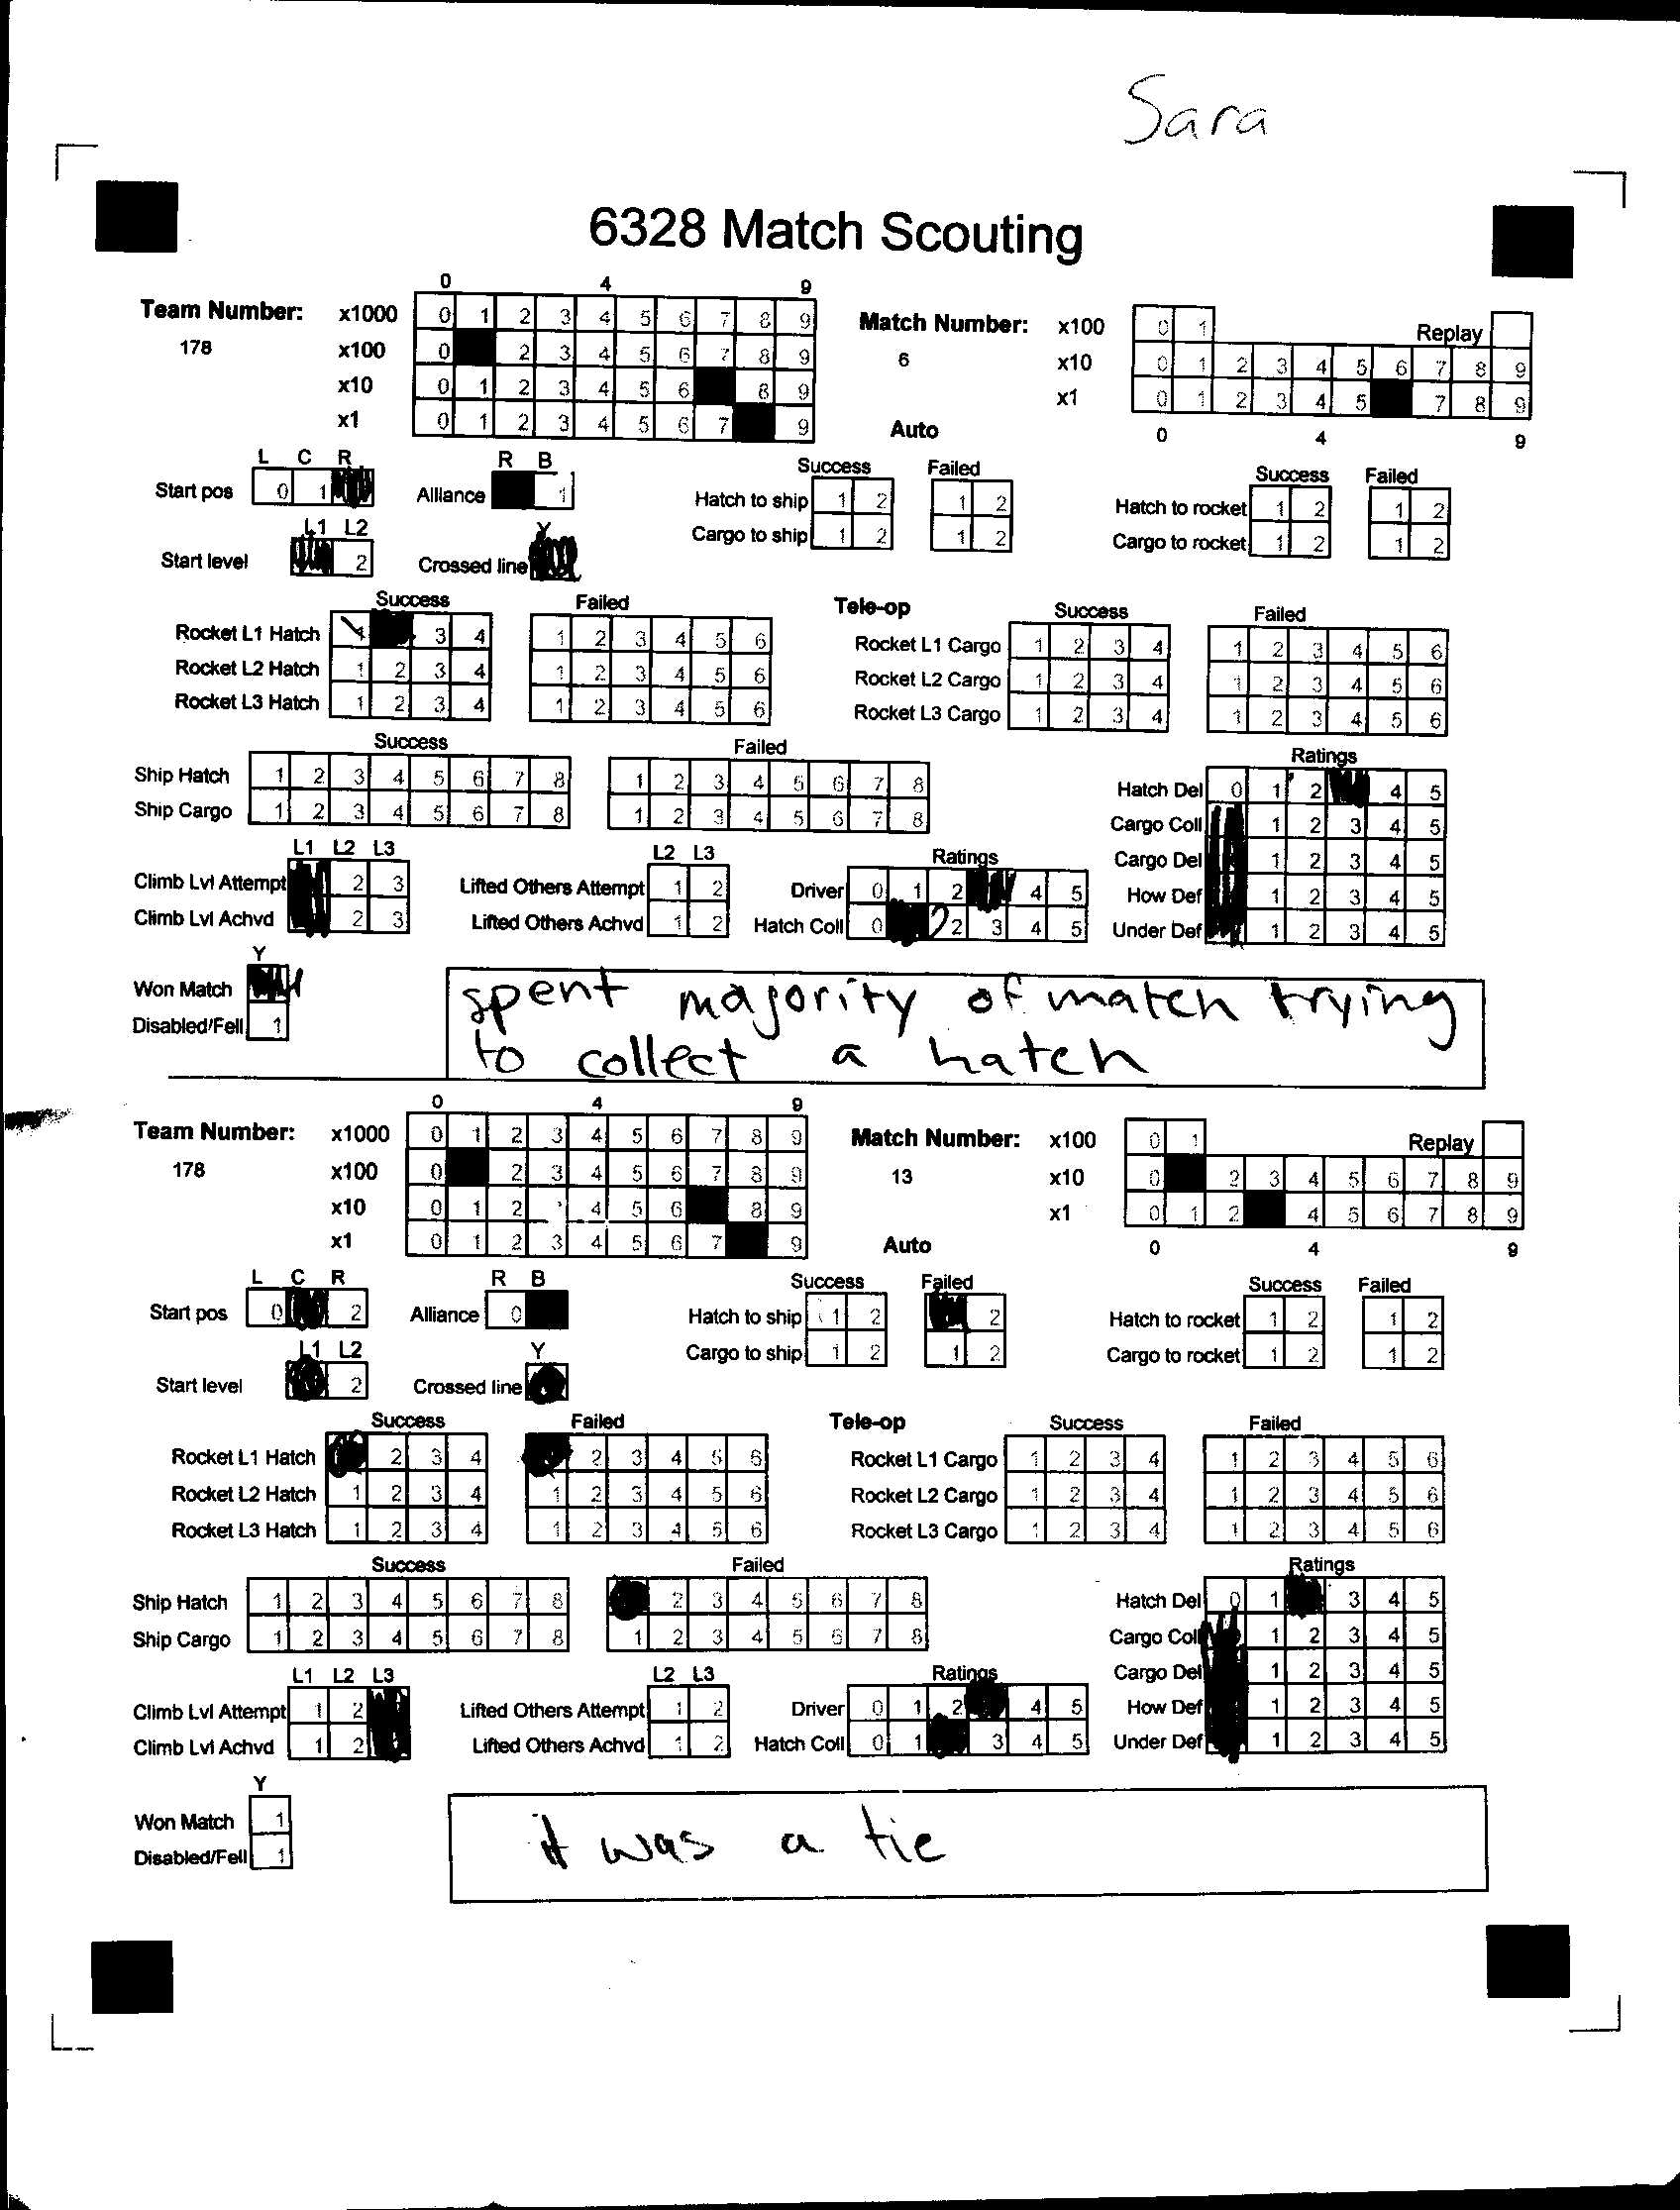 Sara
6328 Match Scouting
0 4 9
Team Number: x1000 0 1 2 3 4 5 6 7 8 9 Match Number: x100 0 1 Replay
178 x100 0 2 3 4 5 6 7 8 9 6 x10 0 1 2 3 4 5 6 7 8 9
x10 0 1 2 3 4 5 6 8 9 x1 0 1 2 3 4 5 7 8 9
x1 0 1 2 3 4 5 6 7 9 Auto 0 4 9
L C R R B Success Failed Success Failed
Start pos 0 1 Alliance 1 Hatch to ship 1 2 1 2 Hatch to rocket 1 2 1 2
L1 L2 Y Cargo to ship 1 2 1 2 Cargo to rocket 1 2 1 2
Start level 2 Crossed line
Success Failed Tele-op Success Failed
Rocket L1 Hatch 1 3 4 1 2 3 4 5 6 Rocket L1 Cargo 1 2 3 4 1 2 3 4 5 6
Rocket L2 Hatch 1 2 3 4 1 2 3 4 5 6 Rocket L2 Cargo 1 2 3 4 1 2 3 4 5 6
Rocket L3 Hatch 1 2 3 4 1 2 3 4 5 6 Rocket L3 Cargo 1 2 3 4 1 2 3 4 5 6
Success Failed Ratings
Ship Hatch 1 2 3 4 5 6 7 8 1 2 3 4 5 6 7 8 Hatch Del 0 1 2 4 5
Ship Cargo 1 2 3 4 5 6 7 8 1 2 3 4 5 6 7 8 Cargo Coll 1 2 3 4 5
L1 L2 L3 L2 L3 Ratings Cargo Del 1 2 3 4 5
Climb Lvl Attempt 2 3 Lifted Others Attempt 1 2 Driver 0 1 2 4 5 How Def 1 2 3 4 5
Climb Lvl Achvd 2 3 Lifted Others Achvd 1 2 Hatch Coll 0 2 3 4 5 Under Def 1 2 3 4 5
Y
Won Match
Disabled/Fell 1
spent majority of match trying
to collect a hatch
0 4 9
Team Number: x1000 0 1 2 3 4 5 6 7 8 9 Match Number: x100 0 1 Replay
178 x100 0 2 3 4 5 6 7 8 9 13 x10 0 2 3 4 5 6 7 8 9
x10 0 1 2 4 5 6 8 9 x1 0 1 2 4 5 6 7 8 9
x1 0 1 2 3 4 5 6 7 9 Auto 0 4 9
L C R R B Success Failed Success Failed
Start pos 0 2 Alliance 0 Hatch to ship 1 2 2 Hatch to rocket 1 2 1 2
L1 L2 Y Cargo to ship 1 2 1 2 Cargo to rocket 1 2 1 2
Start level 2 Crossed line
Success Failed Tele-op Success Failed
Rocket L1 Hatch 2 3 4 2 3 4 5 6 Rocket L1 Cargo 1 2 3 4 1 2 3 4 5 6
Rocket L2 Hatch 1 2 3 4 1 2 3 4 5 6 Rocket L2 Cargo 1 2 3 4 1 2 3 4 5 6
Rocket L3 Hatch 1 2 3 4 1 2 3 4 5 6 Rocket L3 Cargo 1 2 3 4 1 2 3 4 5 6
Success Failed Ratings
Ship Hatch 1 2 3 4 5 6 7 8 2 3 4 5 6 7 8 Hatch Del 0 1 3 4 5
Ship Cargo 1 2 3 4 5 6 7 8 1 2 3 4 5 6 7 8 Cargo Coll 1 2 3 4 5
L1 L2 L3 L2 L3 Ratings Cargo Del 1 2 3 4 5
Climb Lvl Attempt 1 2 Lifted Others Attempt 1 2 Driver 0 1 2 4 5 How Def 1 2 3 4 5
Climb Lvl Achvd 1 2 Lifted Others Achvd 1 2 Hatch Coll 0 1 3 4 5 Under Def 1 2 3 4 5
Y
Won Match 1
Disabled/Fell 1
it was a tie